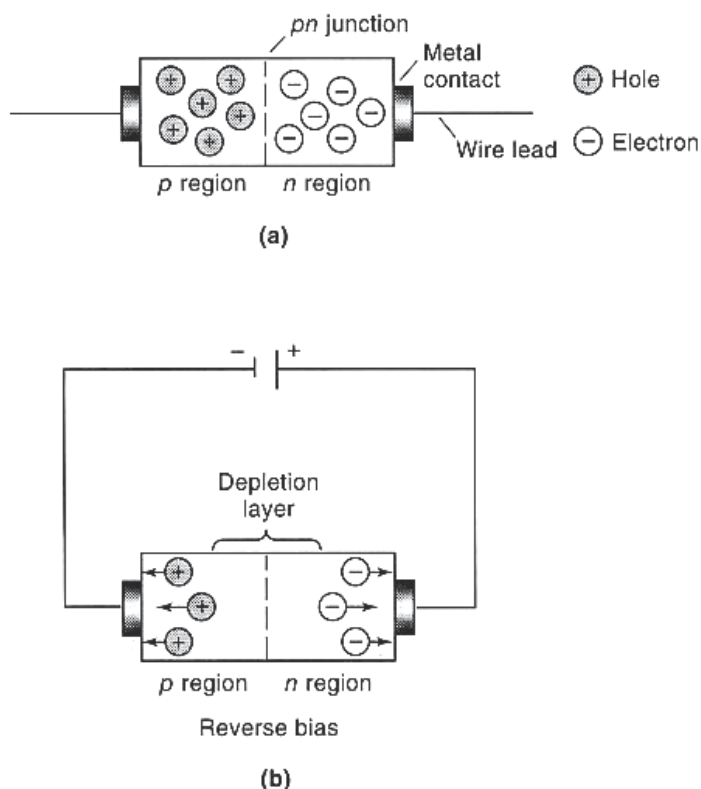 pn junction
Metal
contact
+ + + + + +
− − − − − −
+ Hole
− Electron
Wire lead
p region
n region
(a)
− +
Depletion
layer
+ −
+ −
+ −
p region
n region
Reverse bias
(b)